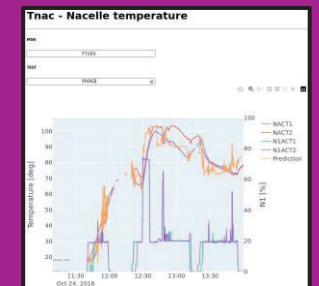 Tnac - Nacelle temperature
MSN
TEST
Temperature [deg]
100
90
80
70
60
50
40
30
20
100
80
60
40
20
0
N1 [%]
11:30
12:00
12:30
13:00
13:30
Oct 24, 2018
NACT1
NACT2
N1ACT1
N1ACT2
Prediction